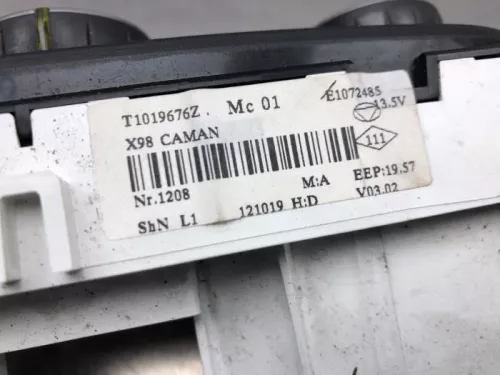 T1019676Z Mc 01 E1072485
13.5V
X98 CAMAN
111
Nr.1208 M:A EEP:19.57
ShN L1 121019 H:D V03.02